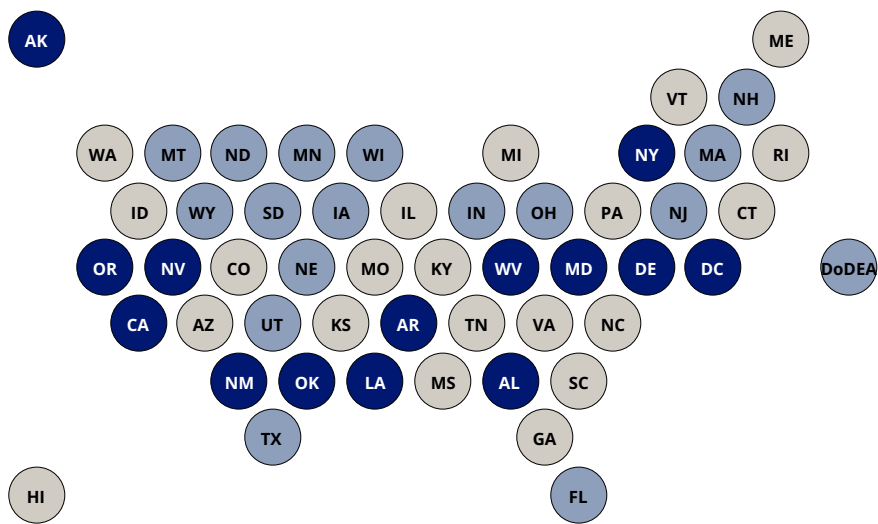 AK ME
VT NH
WA MT ND MN WI MI NY MA RI
ID WY SD IA IL IN OH PA NJ CT
OR NV CO NE MO KY WV MD DE DC DoDEA
CA AZ UT KS AR TN VA NC
NM OK LA MS AL SC
TX GA
HI FL